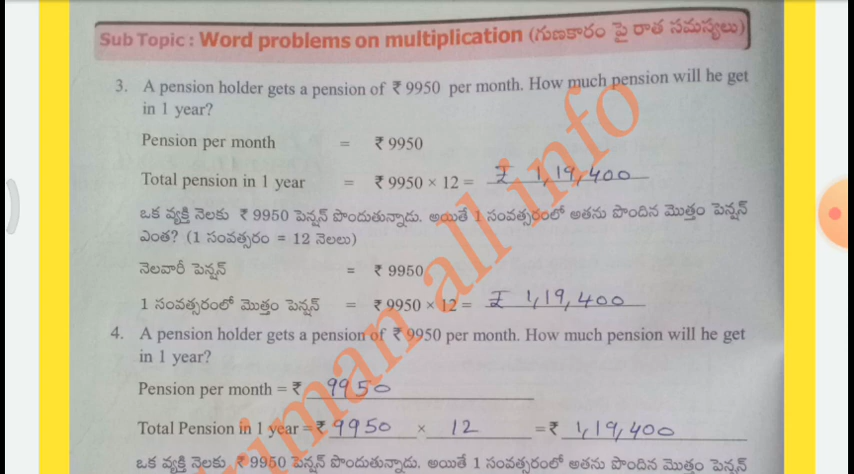 Sub Topic : Word problems on multiplication (గుణకారం పై రాత సమస్యలు)
3. A pension holder gets a pension of ₹ 9950 per month. How much pension will he get
in 1 year?
Pension per month = ₹ 9950
Total pension in 1 year = ₹ 9950 × 12 = ₹ 1,19,400
ఒక వ్యక్తి నెలకు ₹ 9950 పెన్షన్ పొందుతున్నాడు. అయితే 1 సంవత్సరంలో అతను పొందిన మొత్తం పెన్షన్
ఎంత? (1 సంవత్సరం = 12 నెలలు)
నెలవారీ పెన్షన్ = ₹ 9950
1 సంవత్సరంలో మొత్తం పెన్షన్ = ₹ 9950 × 12 = ₹ 1,19,400
4. A pension holder gets a pension of ₹ 9950 per month. How much pension will he get
in 1 year?
Pension per month = ₹ 9950
Total Pension in 1 year = ₹ 9950 × 12 = ₹ 1,19,400
ఒక వ్యక్తి నెలకు ₹ 9950 పెన్షన్ పొందుతున్నాడు. అయితే 1 సంవత్సరంలో అతను పొందిన మొత్తం పెన్షన్
riman all info